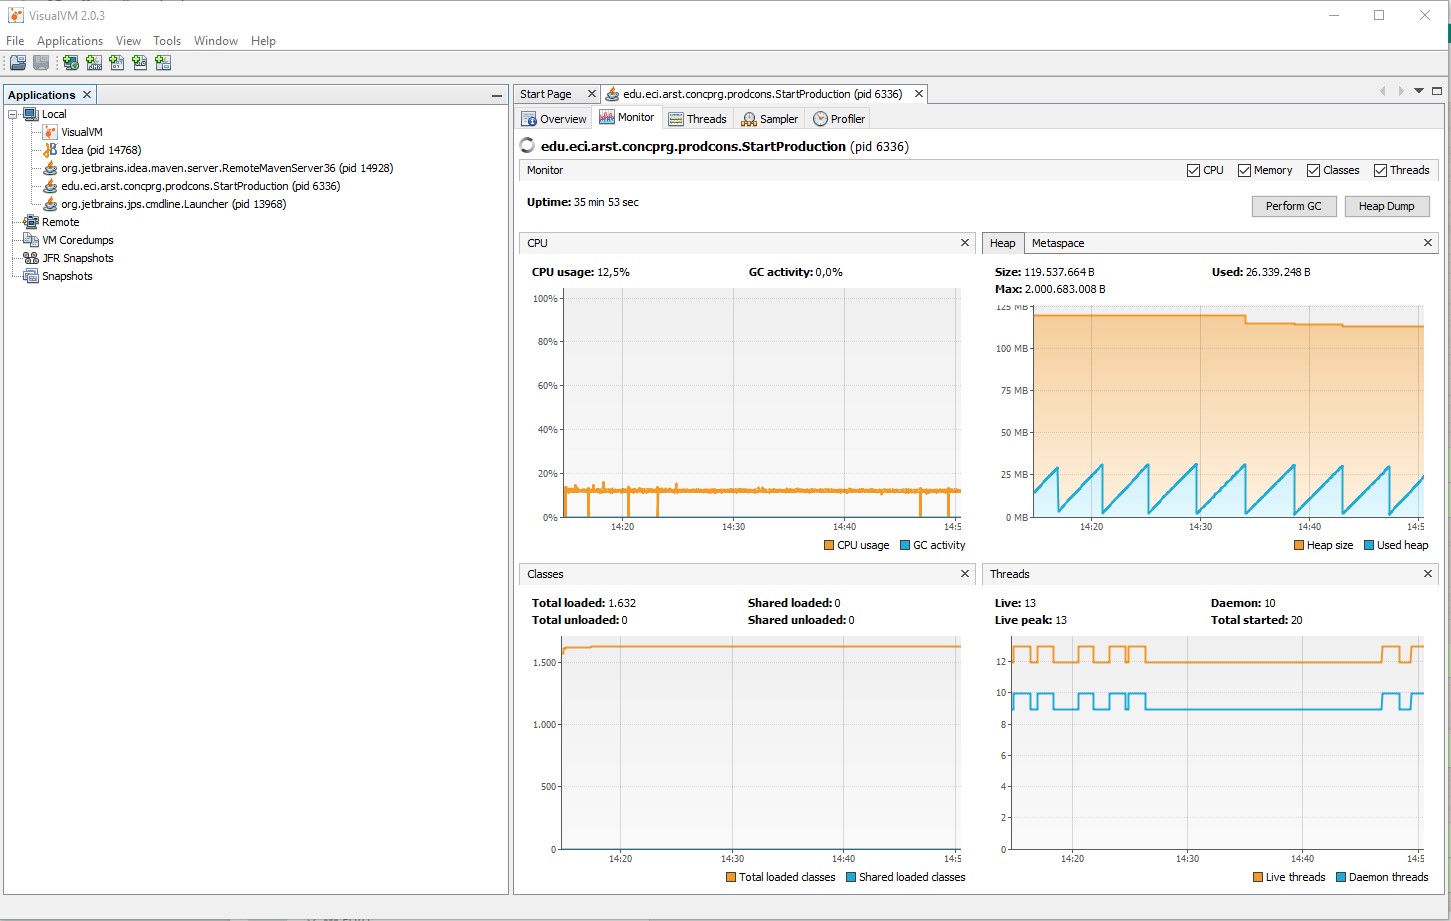 VisualVM 2.0.3
File Applications View Tools Window Help
Applications
Local
VisualVM
Idea (pid 14768)
org.jetbrains.idea.maven.server.RemoteMavenServer36 (pid 14928)
edu.eci.arst.concprg.prodcons.StartProduction (pid 6336)
org.jetbrains.jps.cmdline.Launcher (pid 13968)
Remote
VM Coredumps
JFR Snapshots
Snapshots
Start Page edu.eci.arst.concprg.prodcons.StartProduction (pid 6336)
Overview Monitor Threads Sampler Profiler
edu.eci.arst.concprg.prodcons.StartProduction (pid 6336)
Monitor CPU Memory Classes Threads
Uptime: 35 min 53 sec Perform GC Heap Dump
CPU
CPU usage: 12,5% GC activity: 0,0%
100%
80%
60%
40%
20%
0%
14:20 14:30 14:40 14:5
CPU usage GC activity
Heap Metaspace
Size: 119.537.664 B Used: 26.339.248 B
Max: 2.000.683.008 B
125 MB
100 MB
75 MB
50 MB
25 MB
0 MB
14:20 14:30 14:40 14:5
Heap size Used heap
Classes
Total loaded: 1.632 Shared loaded: 0
Total unloaded: 0 Shared unloaded: 0
1.500
1.000
500
0
14:20 14:30 14:40 14:5
Total loaded classes Shared loaded classes
Threads
Live: 13 Daemon: 10
Live peak: 13 Total started: 20
12
10
8
6
4
2
0
14:20 14:30 14:40 14:5
Live threads Daemon threads